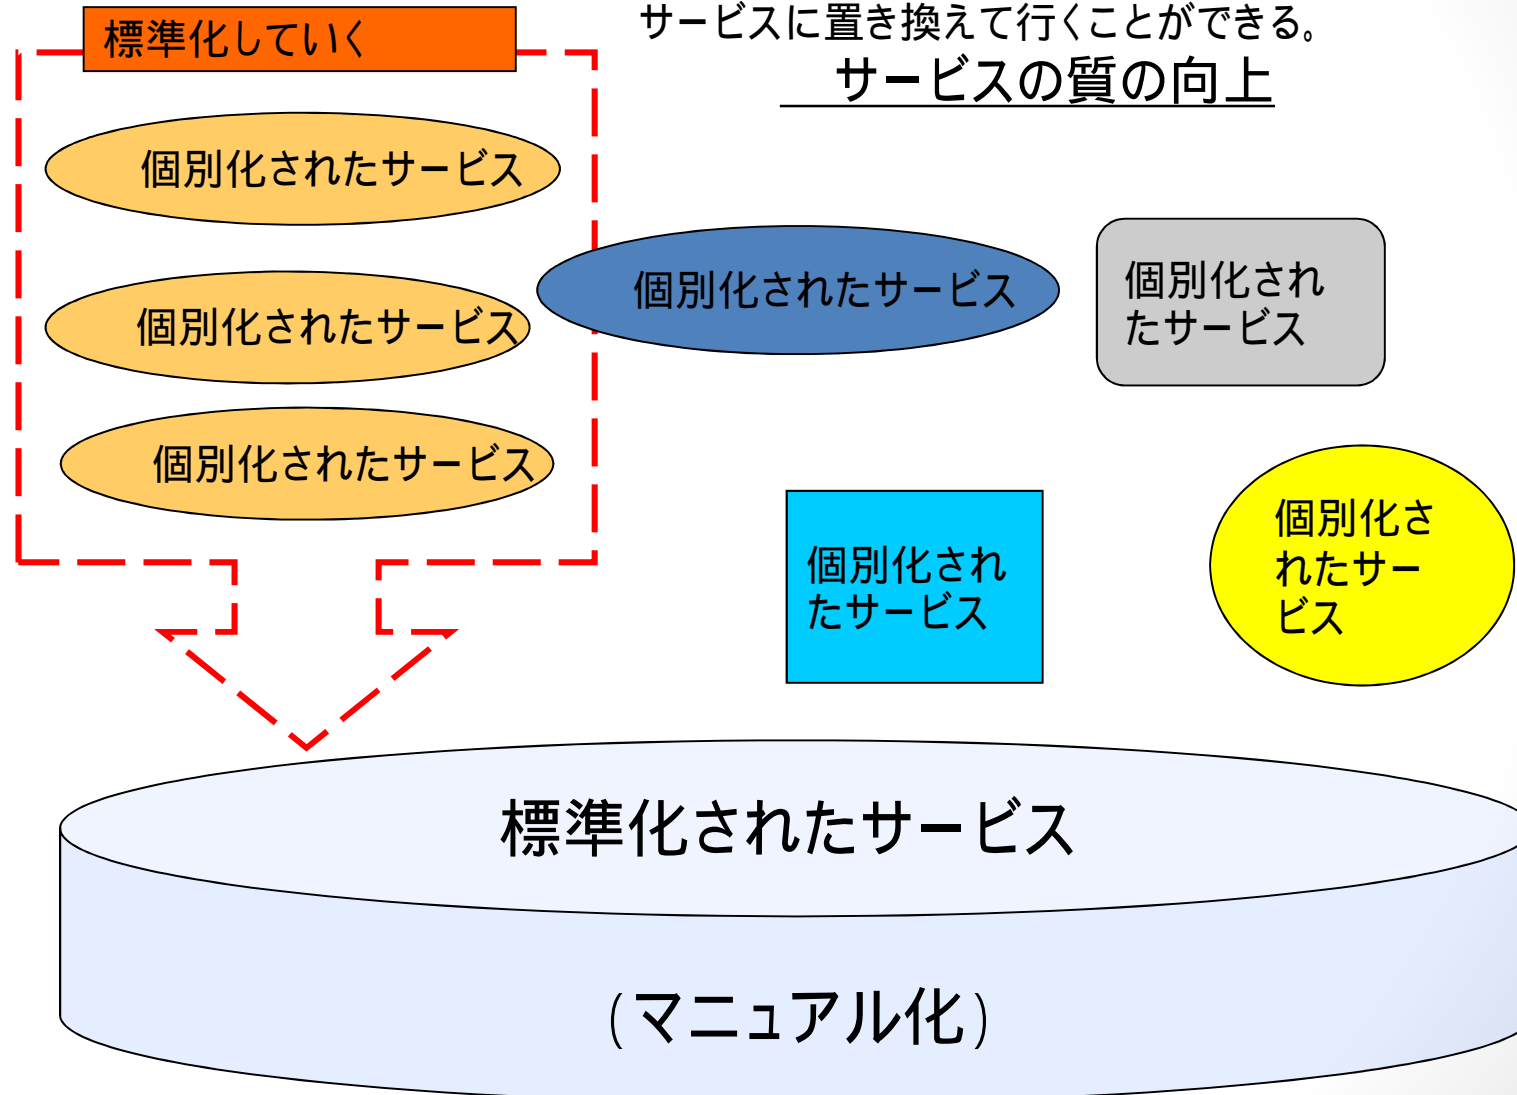 標準化していく
サービスに置き換えて行くことができる。
サービスの質の向上
個別化されたサービス
個別化されたサービス
個別化されたサービス
個別化されたサービス
個別化され
たサービス
個別化され
たサービス
個別化さ
れたサー
ビス
標準化されたサービス
(マニュアル化)